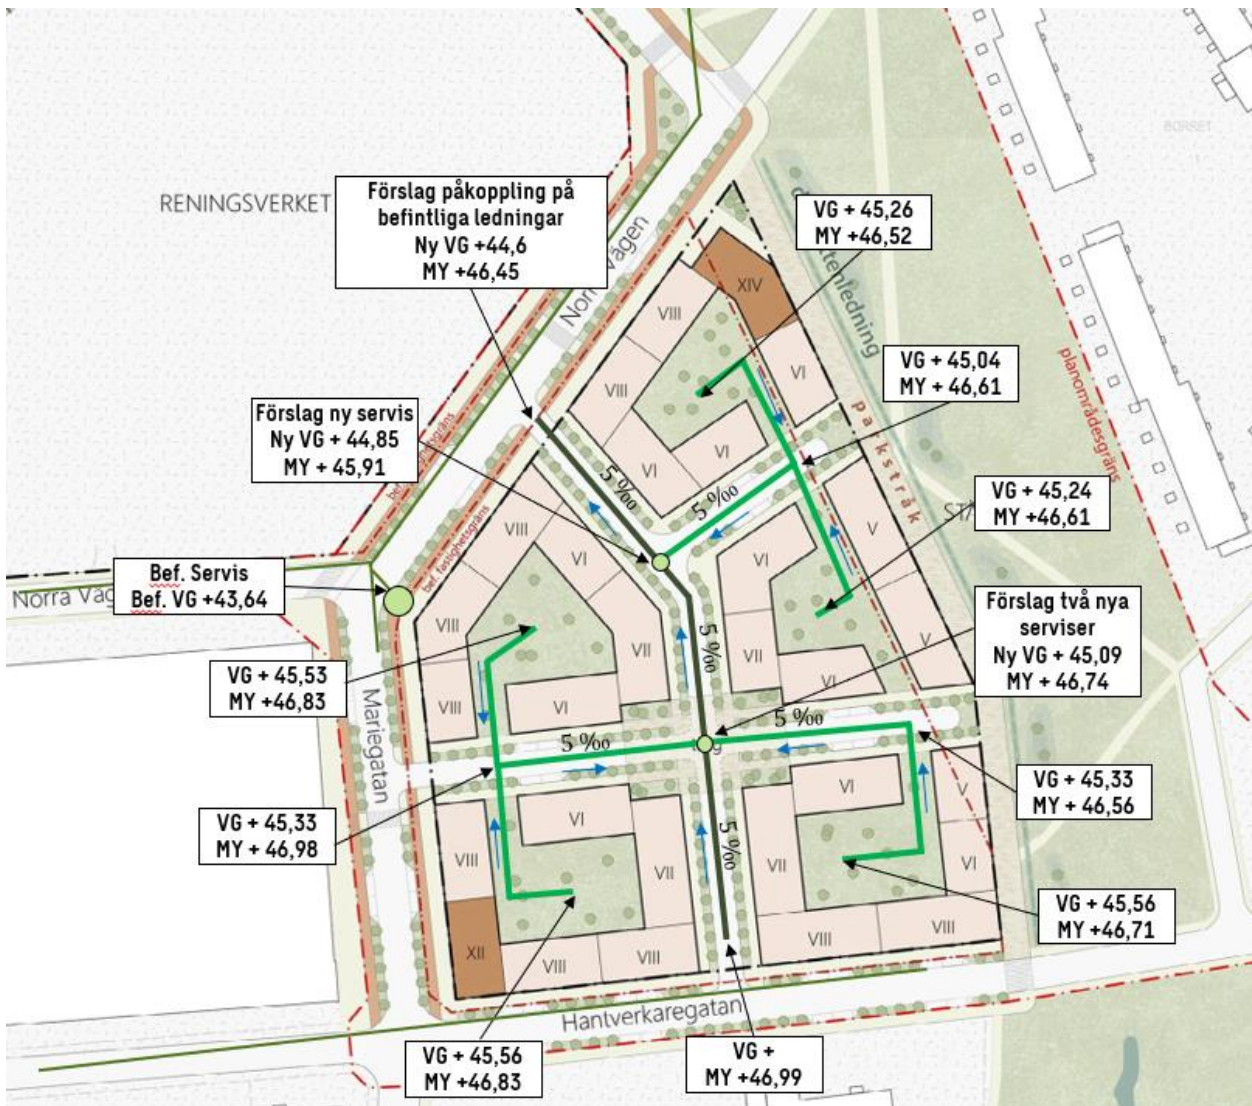 BORRET
RENINGSVERKET
Förslag påkoppling på
befintliga ledningar
Ny VG +44,6
MY +46,45
VG + 45,26
MY +46,52
Norra Vägen
XIV
VIII
VIII
VI
VI
VI
VG + 45,04
MY +46,61
planområdesgräns
parkstråk
Förslag ny servis
Ny VG + 44,85
MY + 45,91
5 ‰
5 ‰
VG + 45,24
MY +46,61
VIII
VI
VI
V
bef. fastighetsgräns
Bef. Servis
Bef. VG +43,64
Norra Väg
Förslag två nya
serviser
Ny VG + 45,09
MY + 46,74
VIII
VII
VII
V
5 ‰
VG + 45,53
MY +46,83
VIII
VI
VI
5 ‰
5 ‰
Mariegatan
VG + 45,33
MY + 46,56
VG + 45,33
MY + 46,98
VI
VI
V
5 ‰
VIII
VII
VII
VI
VG + 45,56
MY +46,71
XII
VIII
VIII
VIII
VIII
Hantverkaregatan
VG + 45,56
MY +46,83
VG +
MY +46,99